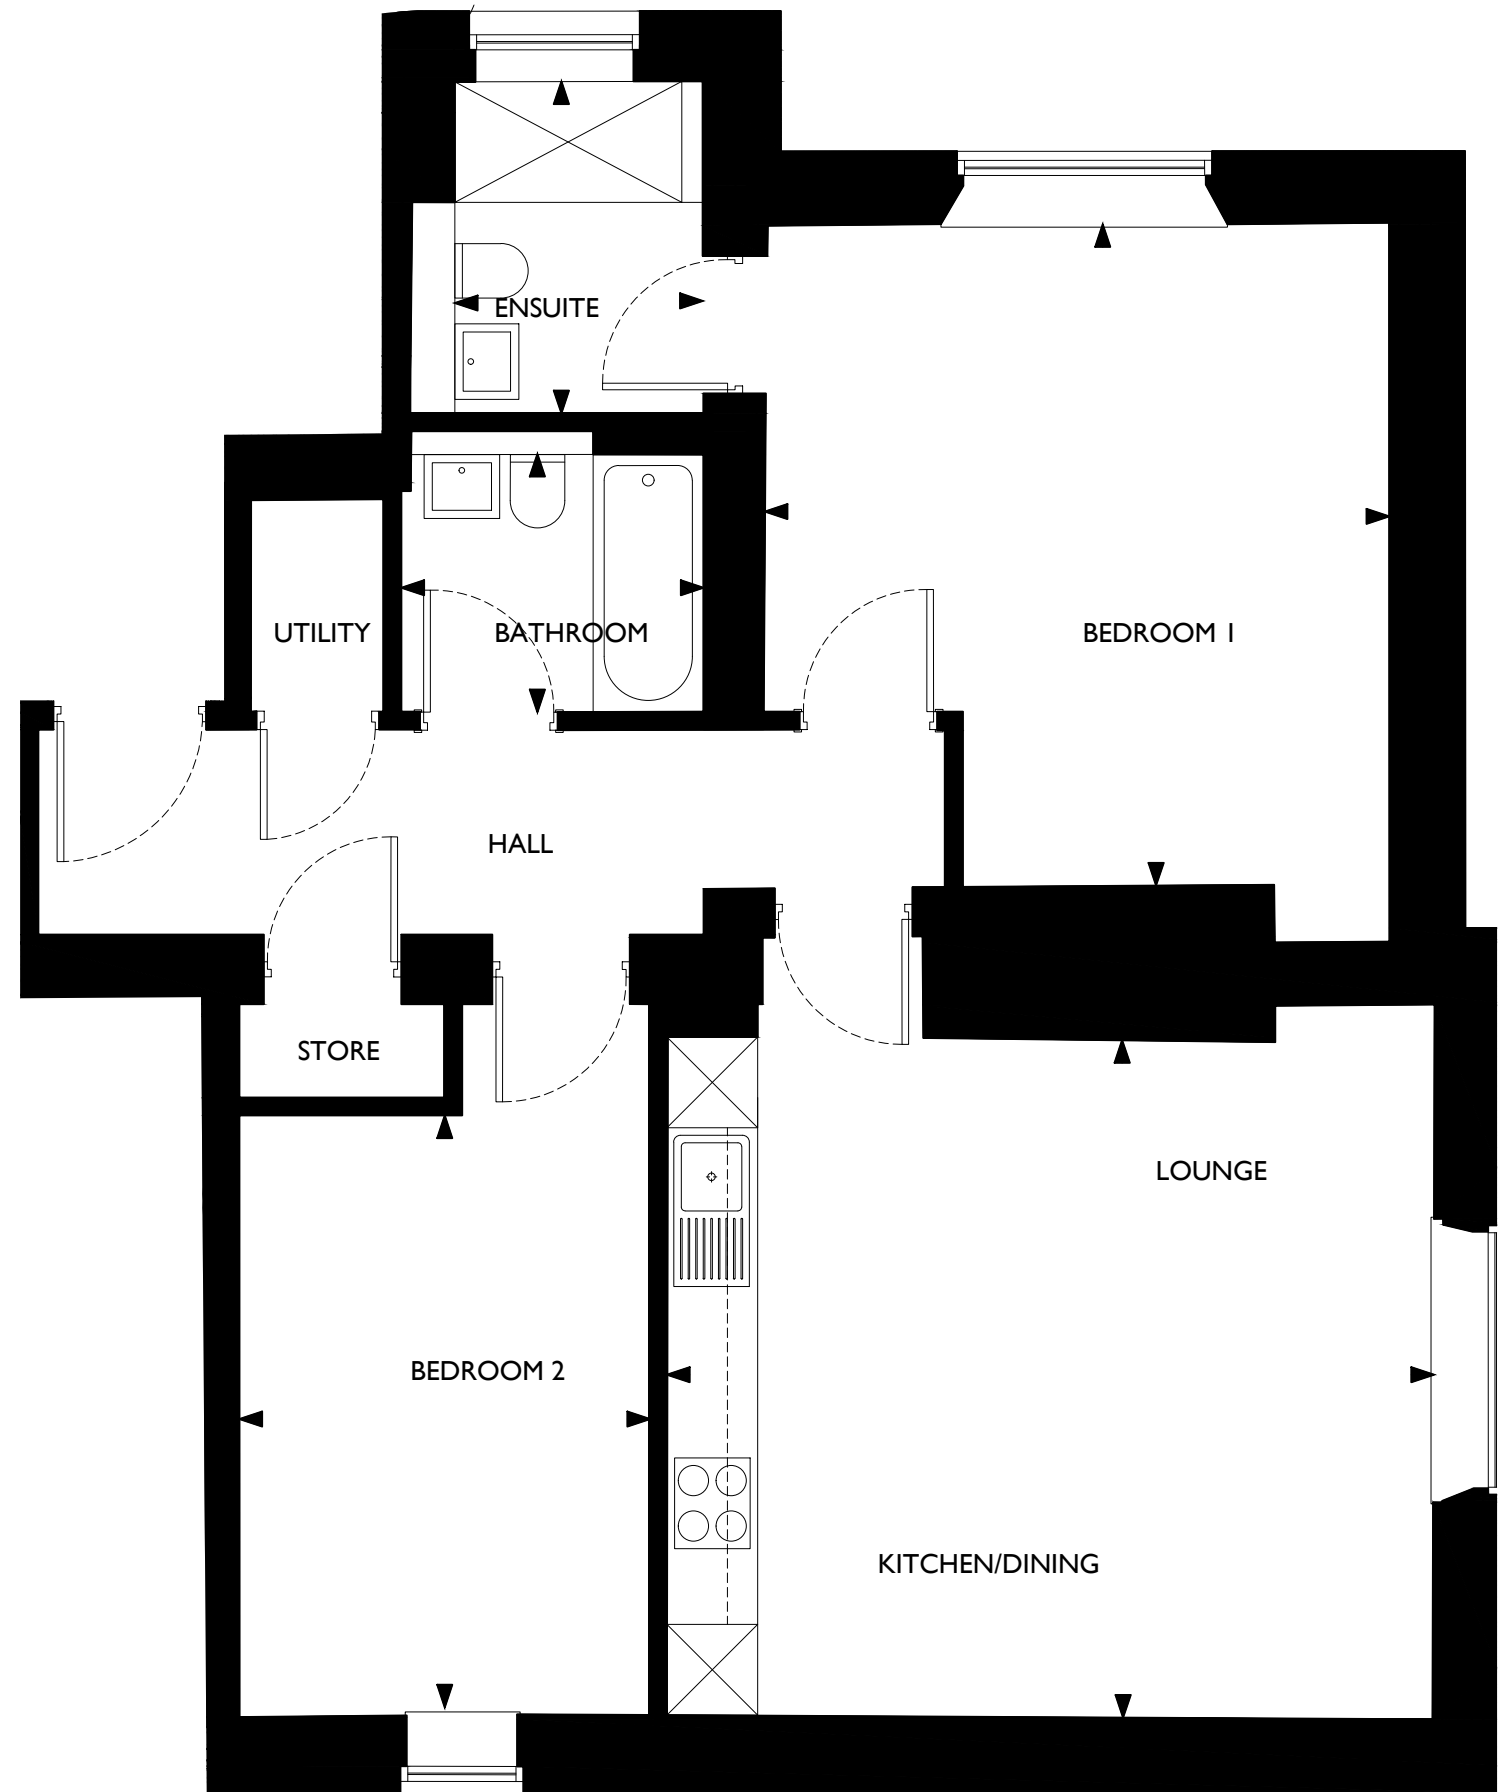 ENSUITE
UTILITY
BATHROOM
BEDROOM 1
HALL
STORE
LOUNGE
BEDROOM 2
KITCHEN/DINING